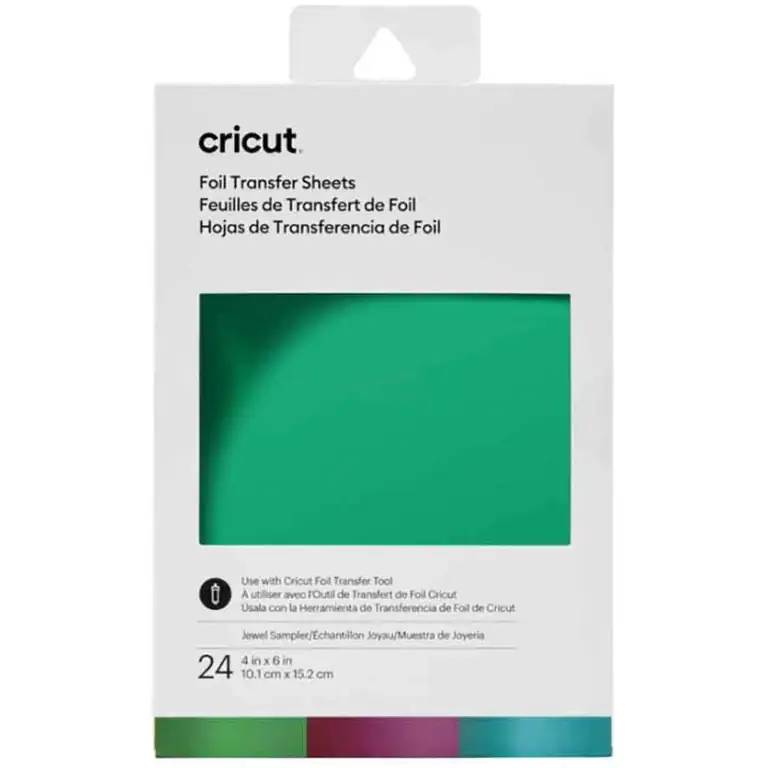 cricut
Foil Transfer Sheets
Feuilles de Transfert de Foil
Hojas de Transferencia de Foil
Use with Cricut Foil Transfer Tool
À utiliser avec l'Outil de Transfert de Foil Cricut
Úsala con la Herramienta de Transferencia de Foil de Cricut
Jewel Sampler/Échantillon Joyau/Muestra de Joyería
24 4 in x 6 in
10.1 cm x 15.2 cm